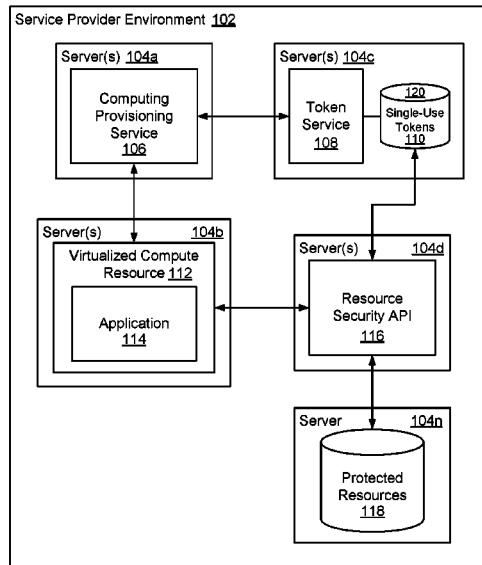 Service Provider Environment 102
Server(s) 104a
Computing
Provisioning
Service
106
Server(s) 104c
Token
Service
108
120
Single-Use
Tokens
110
Server(s) 104b
Virtualized Compute
Resource 112
Application
114
Server(s) 104d
Resource
Security API
116
Server 104n
Protected
Resources
118